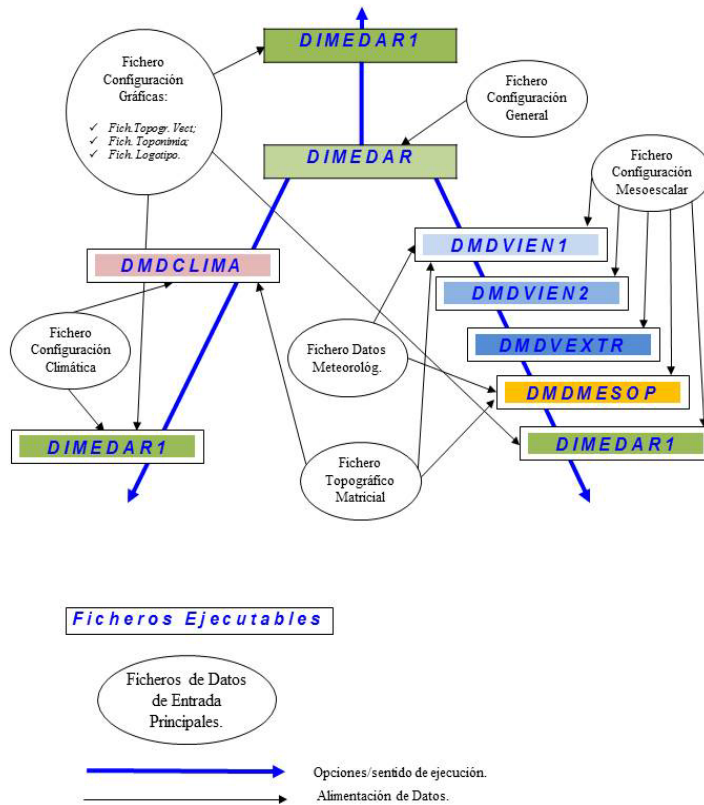 DIMEDAR1
Fichero
Configuración
Gráficas:
✓ Fich.Topogr. Vect;
✓ Fich. Toponimia;
✓ Fich. Logotipo.
Fichero
Configuración
General
DIMEDAR
Fichero
Configuración
Mesoescalar
DMDVIEN1
DMDCLIMA
DMDVIEN2
Fichero
Configuración
Climática
Fichero Datos
Meteorológ.
DMDVEXTR
DMDMESOP
DIMEDAR1
DIMEDAR1
Fichero
Topográfico
Matricial
Ficheros Ejecutables
Ficheros de Datos
de Entrada
Principales.
Opciones/sentido de ejecución.
Alimentación de Datos.